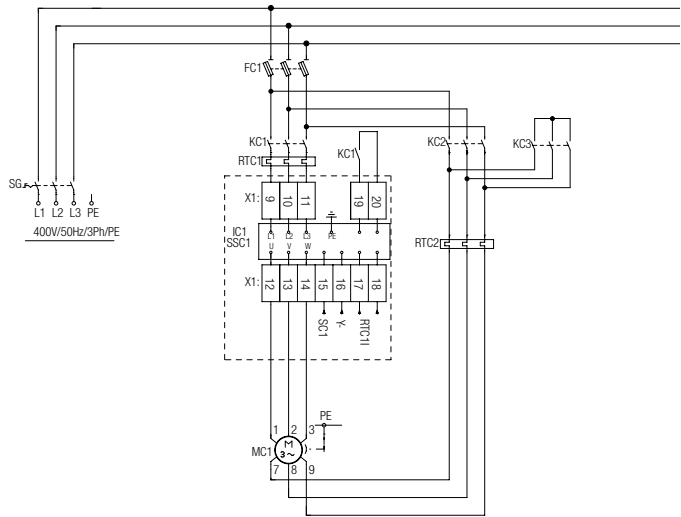 FC1
KC1
KC1
KC2
KC3
RTC1
SG
X1: 9 10 11 19 20
L1 L2 L3 PE
400V/50Hz/3Ph/PE
IC1
SSC1
L1 L2 L3 PE
U V W
RTC2
X1: 12 13 14 15 16 17 18
SC1 Y- RTC1I
PE
1 2 3
MC1
M
3~
7 8 9